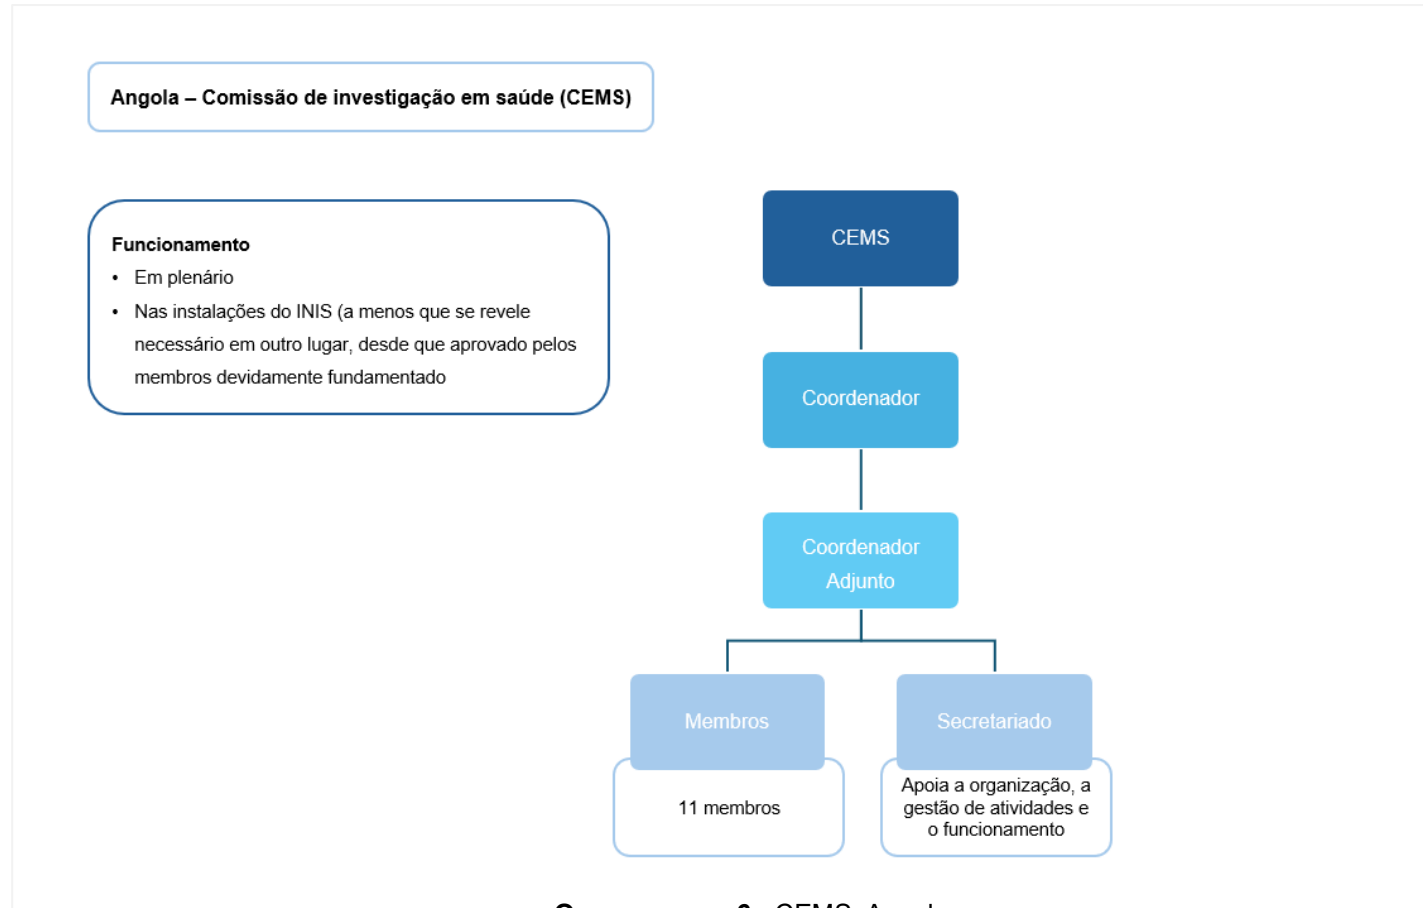 Angola – Comissão de investigação em saúde (CEMS)
Funcionamento
• Em plenário
• Nas instalações do INIS (a menos que se revele
necessário em outro lugar, desde que aprovado pelos
membros devidamente fundamentado
CEMS
Coordenador
Coordenador
Adjunto
Membros
11 membros
Secretariado
Apoia a organização, a
gestão de atividades e
o funcionamento
CEMS, Angola